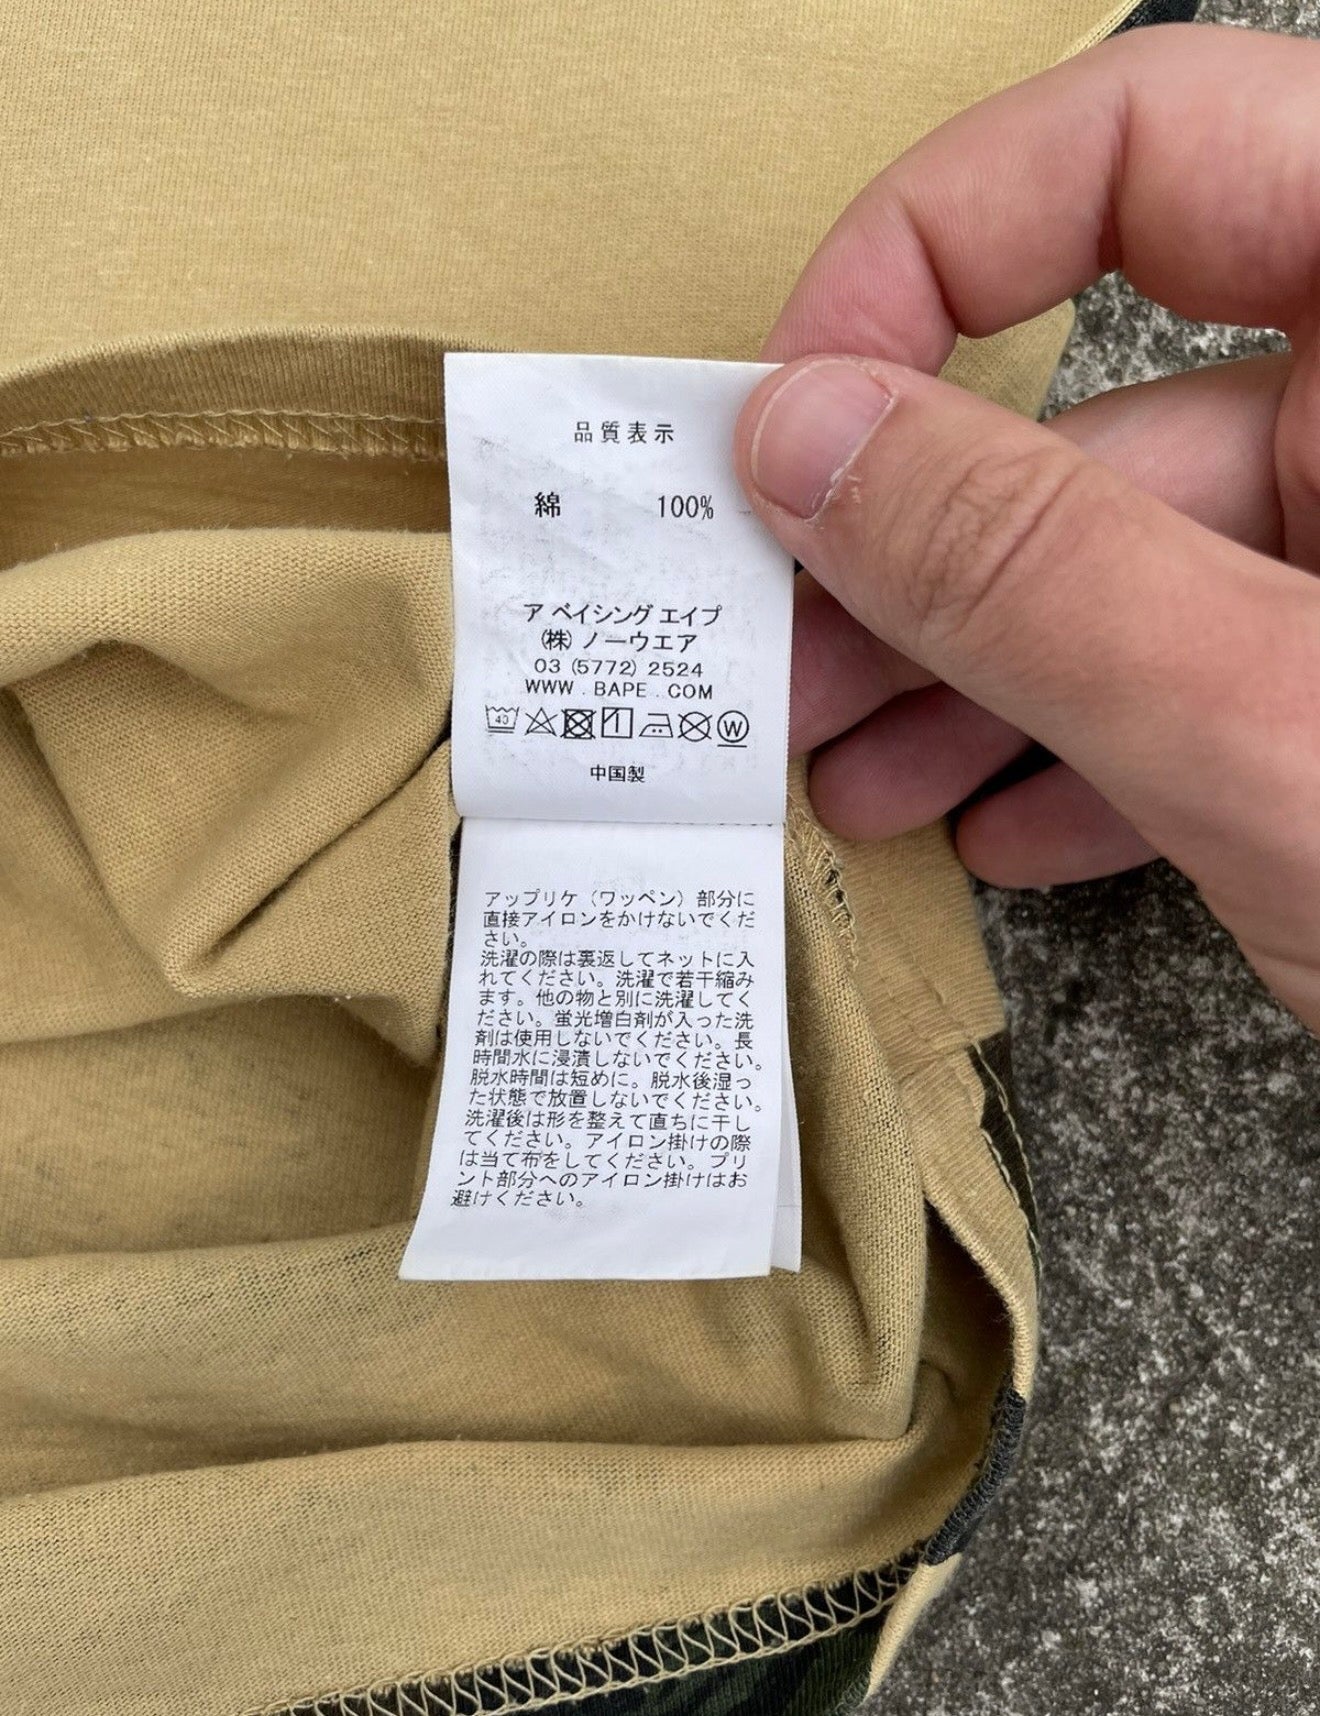 品質表示
綿 100%
ア ベイシング エイプ
(株) ノーウエア
03 (5772) 2524
WWW.BAPE.COM
40
W
中国製
アップリケ（ワッペン）部分に
直接アイロンをかけないでくだ
さい。
洗濯の際は裏返してネットに入
れてください。洗濯で若干縮み
ます。他の物と別に洗濯してく
ださい。蛍光増白剤が入った洗
剤は使用しないでください。長
時間水に浸漬しないでください。
脱水時間は短めに。脱水後湿っ
た状態で放置しないでください。
洗濯後は形を整えて直ちに干し
てください。アイロン掛けの際
は当て布をしてください。プリ
ント部分へのアイロン掛けはお
避けください。